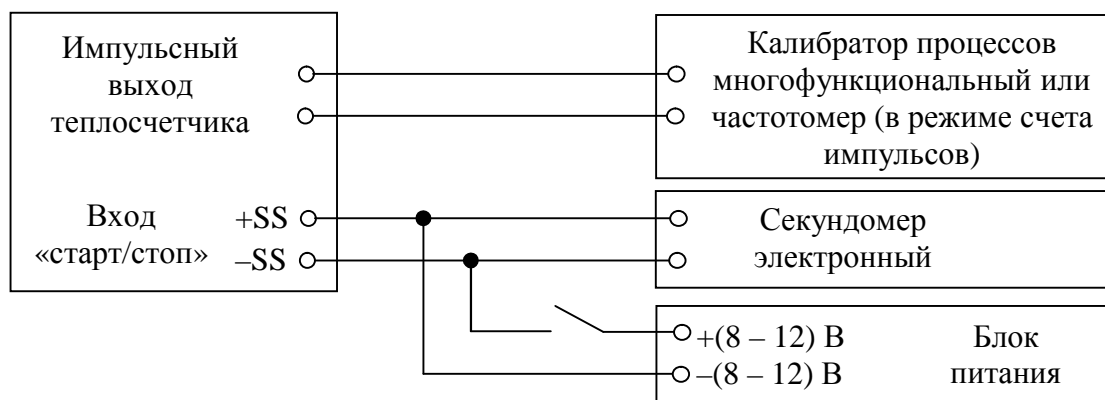 Импульсный
выход
теплосчетчика
Вход
«старт/стоп»
+SS
–SS
Калибратор процессов
многофункциональный или
частотомер (в режиме счета
импульсов)
Секундомер
электронный
+(8 – 12) В
–(8 – 12) В
Блок
питания